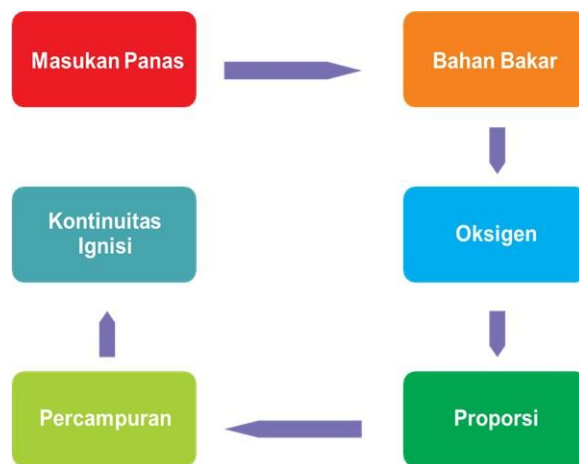 Masukan Panas
Bahan Bakar
Oksigen
Proporsi
Percampuran
Kontinuitas
Ignisi